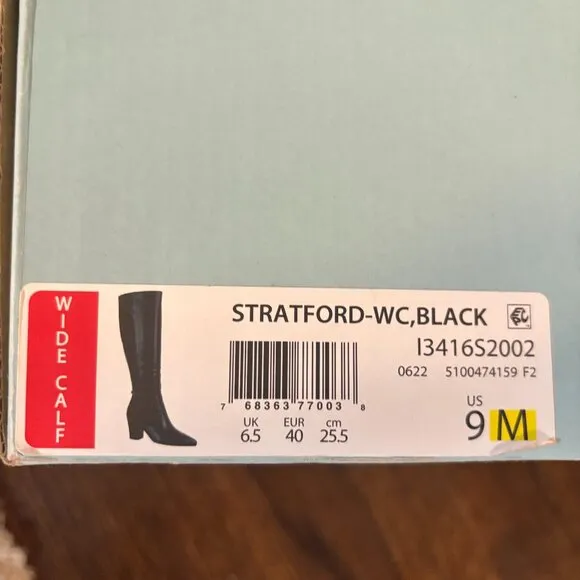 WIDE CALF
STRATFORD-WC,BLACK
I3416S2002
0622 5100474159 F2
7 68363 77003 8
UK EUR cm
6.5 40 25.5
US
9 M